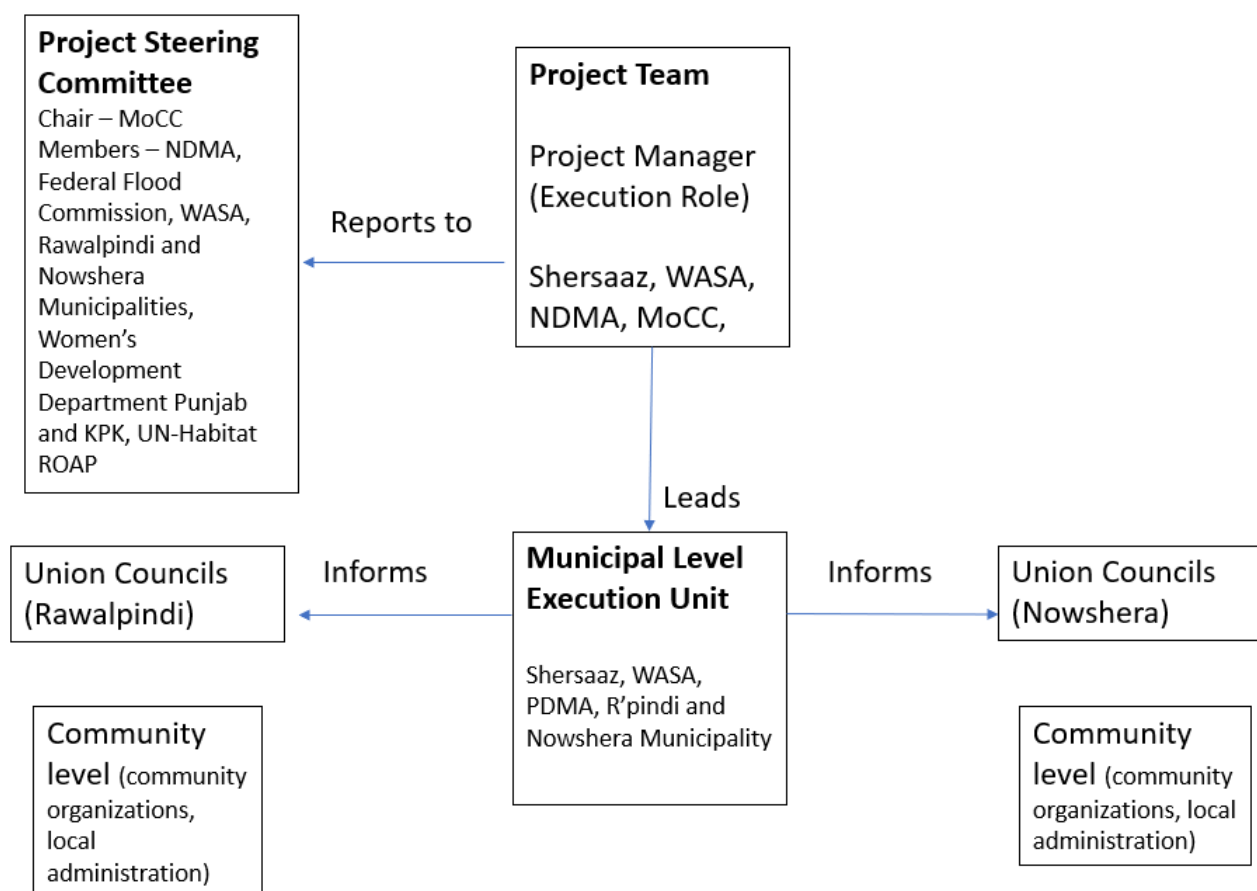 Project Steering
Committee
Chair – MoCC
Members – NDMA,
Federal Flood
Commission, WASA,
Rawalpindi and
Nowshera
Municipalities,
Women’s
Development
Department Punjab
and KPK, UN-Habitat
ROAP
Reports to
Project Team
Project Manager
(Execution Role)
Shersaaz, WASA,
NDMA, MoCC,
Leads
Union Councils
(Rawalpindi)
Informs
Municipal Level
Execution Unit
Shersaaz, WASA,
PDMA, R’pindi and
Nowshera Municipality
Informs
Union Councils
(Nowshera)
Community
level (community
organizations,
local
administration)
Community
level (community
organizations, local
administration)